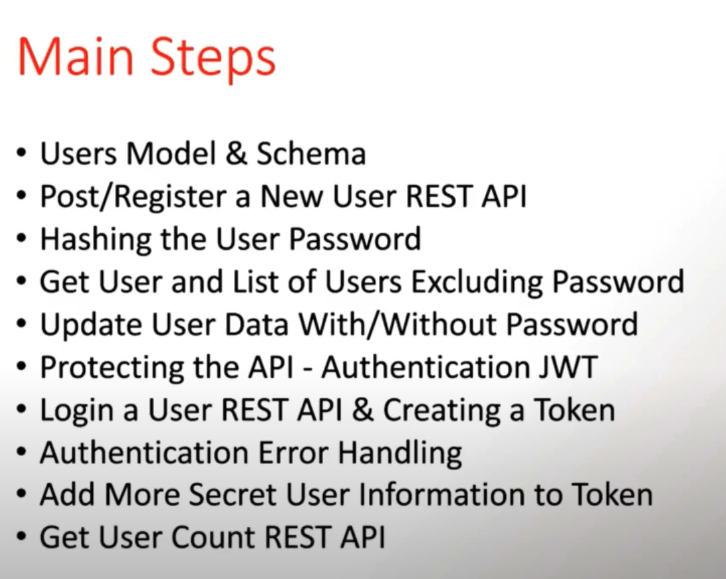 Main Steps
• Users Model & Schema
• Post/Register a New User REST API
• Hashing the User Password
• Get User and List of Users Excluding Password
• Update User Data With/Without Password
• Protecting the API - Authentication JWT
• Login a User REST API & Creating a Token
• Authentication Error Handling
• Add More Secret User Information to Token
• Get User Count REST API